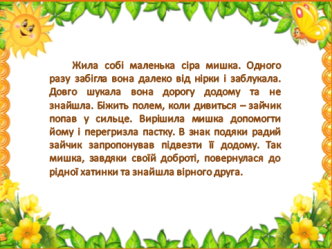 Жила собі маленька сіра мишка. Одного
разу забігла вона далеко від нірки і заблукала.
Довго шукала вона дорогу додому та не
знайшла. Біжить полем, коли дивиться – зайчик
попав у сильце. Вирішила мишка допомогти
йому і перегризла пастку. В знак подяки радий
зайчик запропонував підвезти її додому. Так
мишка, завдяки своїй доброті, повернулася до
рідної хатинки та знайшла вірного друга.